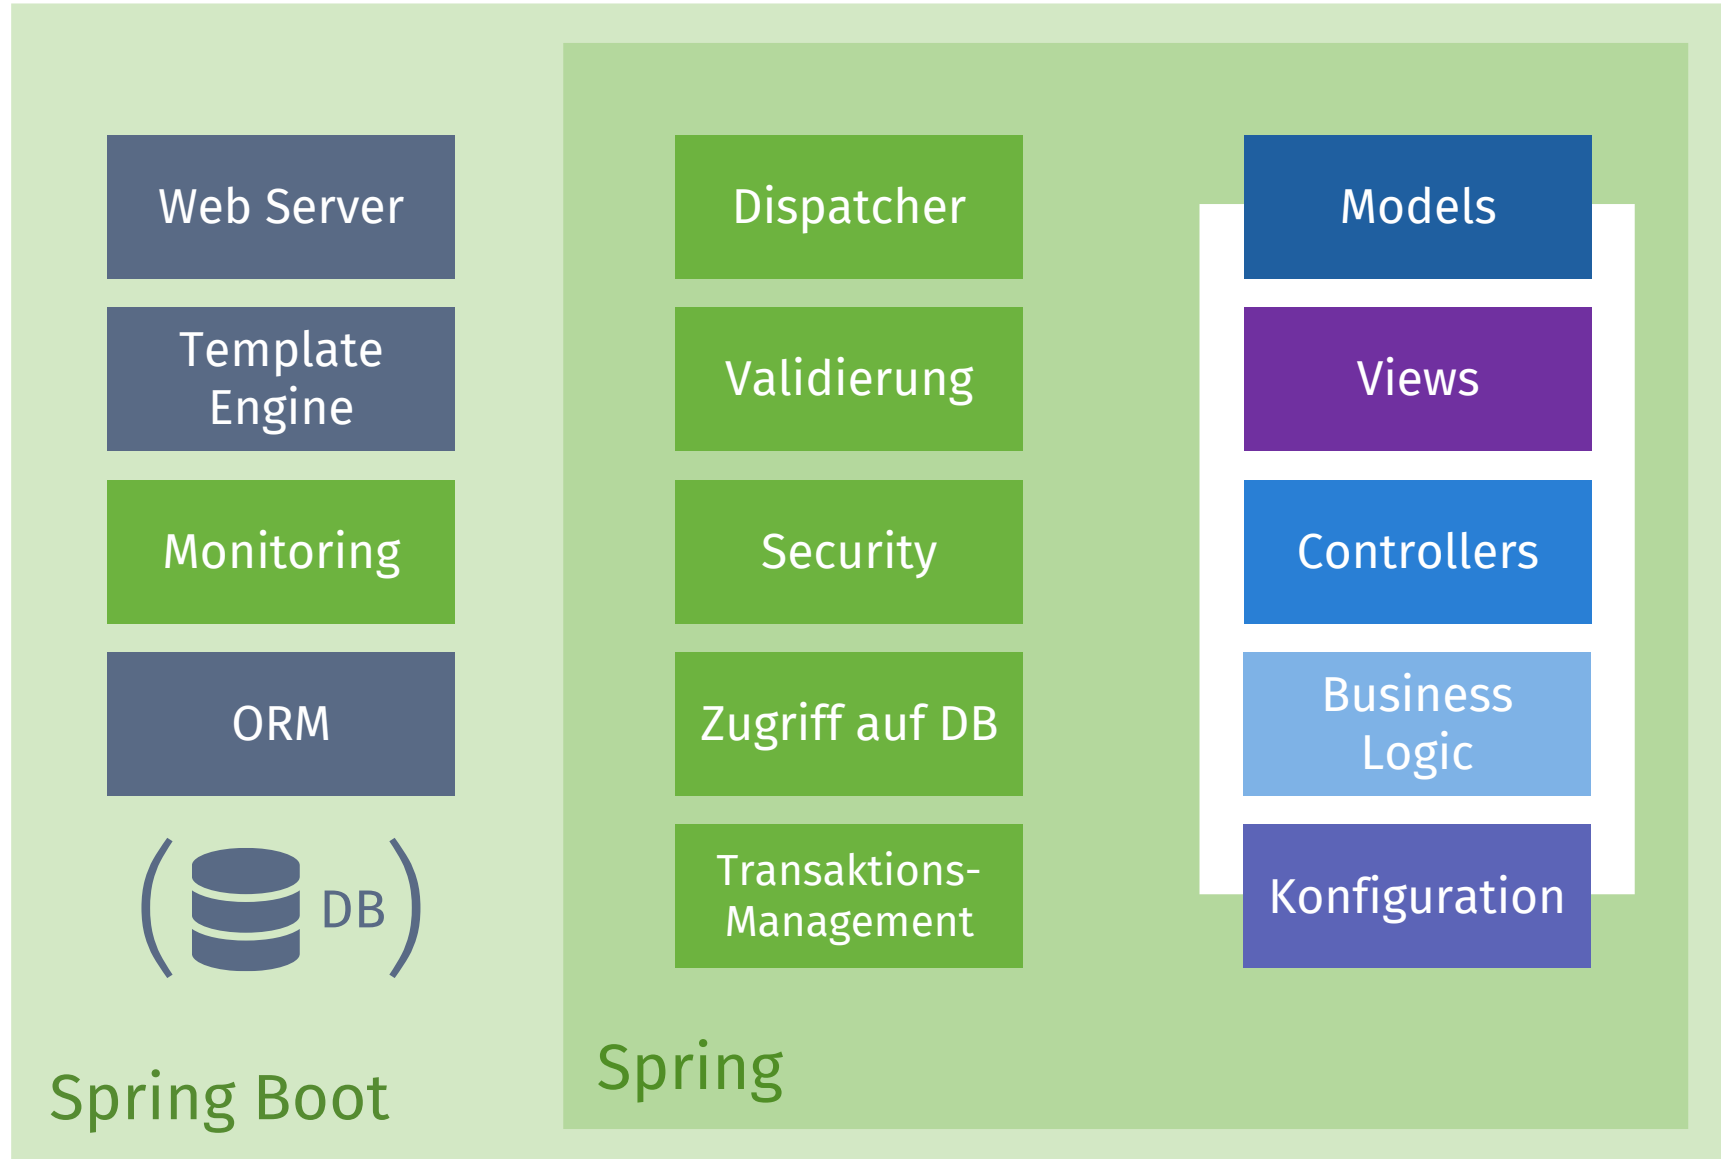 Web Server
Template
Engine
Monitoring
ORM
(DB)
Spring Boot
Dispatcher
Validierung
Security
Zugriff auf DB
Transaktions-
Management
Spring
Models
Views
Controllers
Business
Logic
Konfiguration